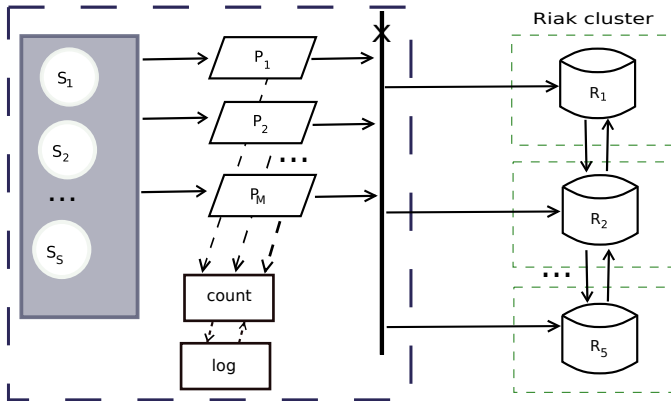 Riak cluster
X
S1
P1
R1
S2
P2
...
...
SS
PM
R2
...
count
log
R5